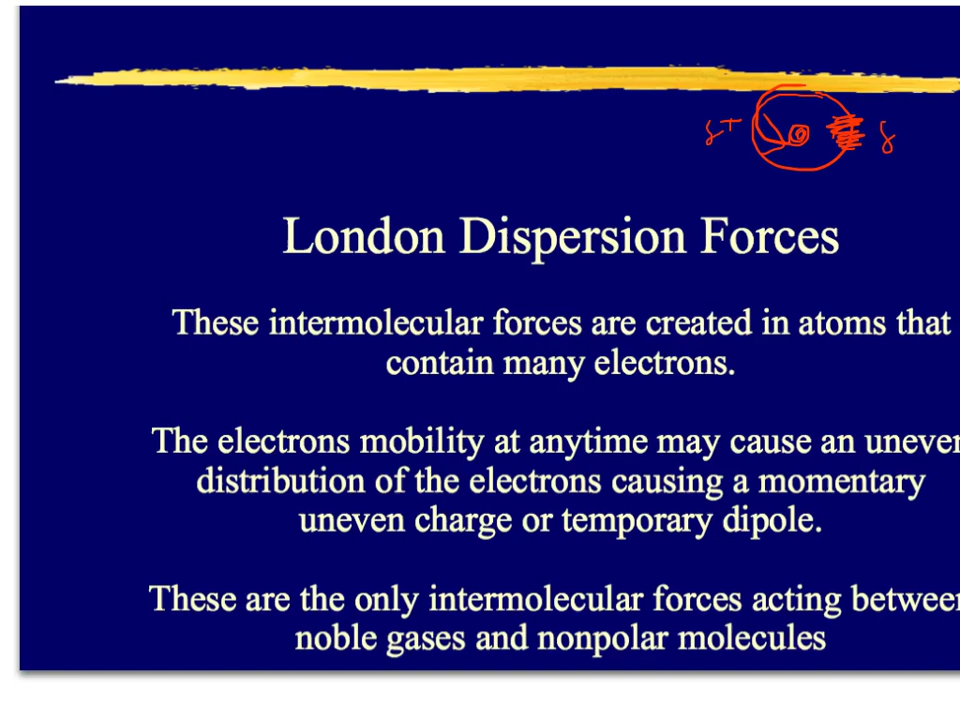 δ+ δ
London Dispersion Forces
These intermolecular forces are created in atoms that
contain many electrons.
The electrons mobility at anytime may cause an uneven
distribution of the electrons causing a momentary
uneven charge or temporary dipole.
These are the only intermolecular forces acting between
noble gases and nonpolar molecules